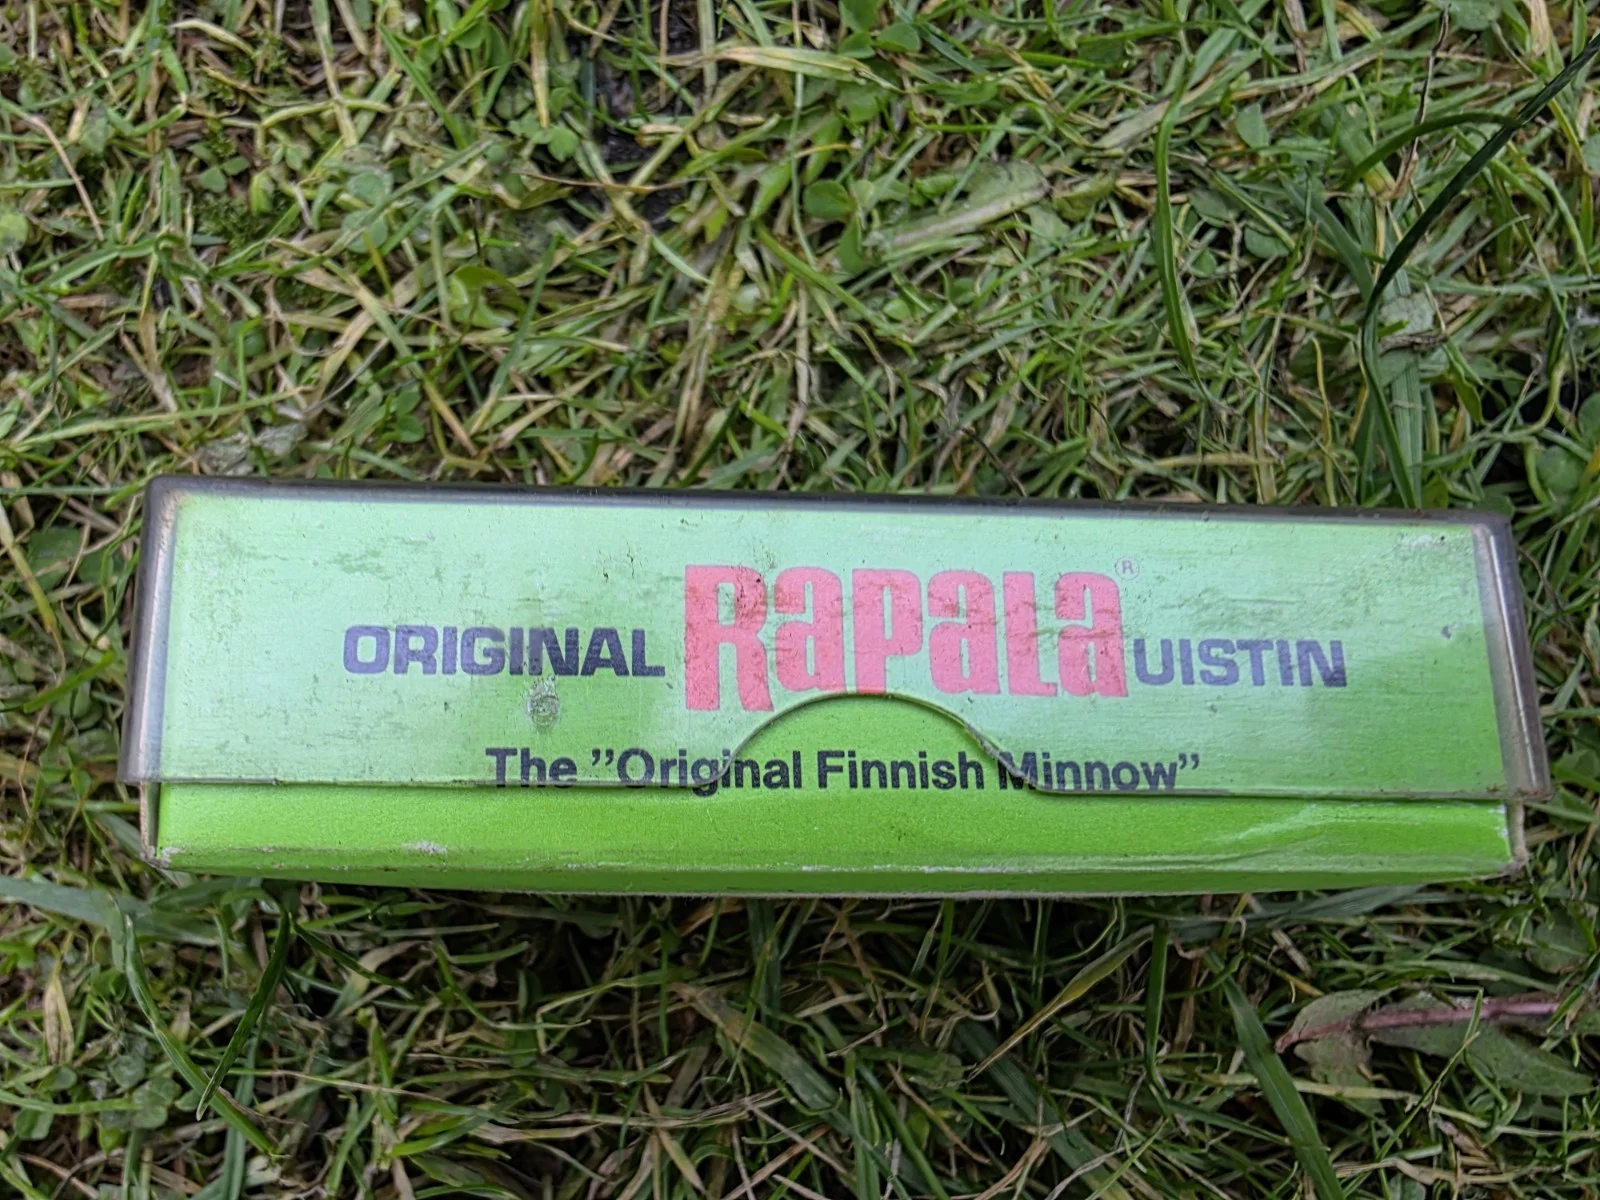 ORIGINAL RapaLa® UISTIN
The ”Original Finnish Minnow”